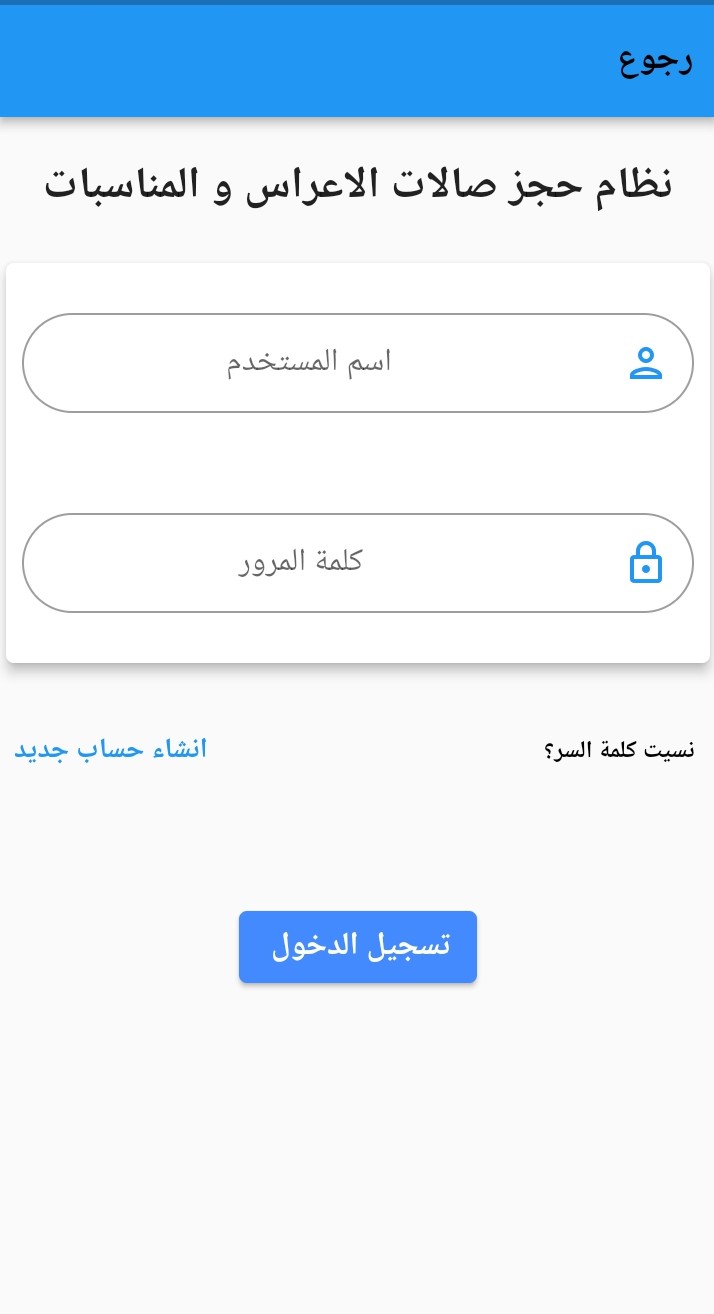 رجوع
نظام حجز صالات الاعراس و المناسبات
اسم المستخدم
كلمة المرور
نسيت كلمة السر؟
انشاء حساب جديد
تسجيل الدخول